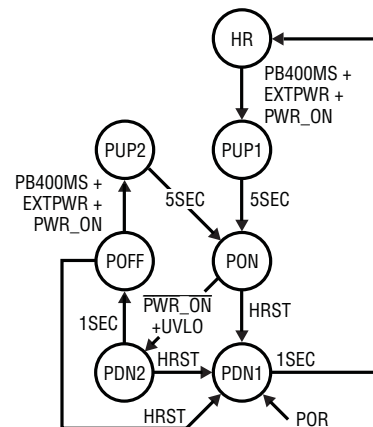 HR
PB400MS +
EXTPWR +
PWR_ON
PUP2
PUP1
PB400MS +
EXTPWR +
PWR_ON
5SEC
5SEC
POFF
PON
PWR_ON
+UVLO
HRST
1SEC
PDN2
HRST
PDN1
1SEC
HRST
POR